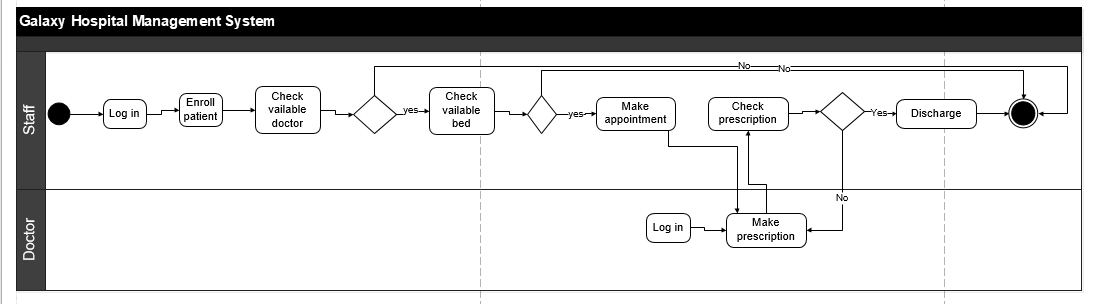 Galaxy Hospital Management System
No
No
Staff
Log in
Enroll
patient
Check
vailable
doctor
yes
Check
vailable
bed
yes
Make
appointment
Check
prescription
Yes
Discharge
No
Doctor
Log in
Make
prescription